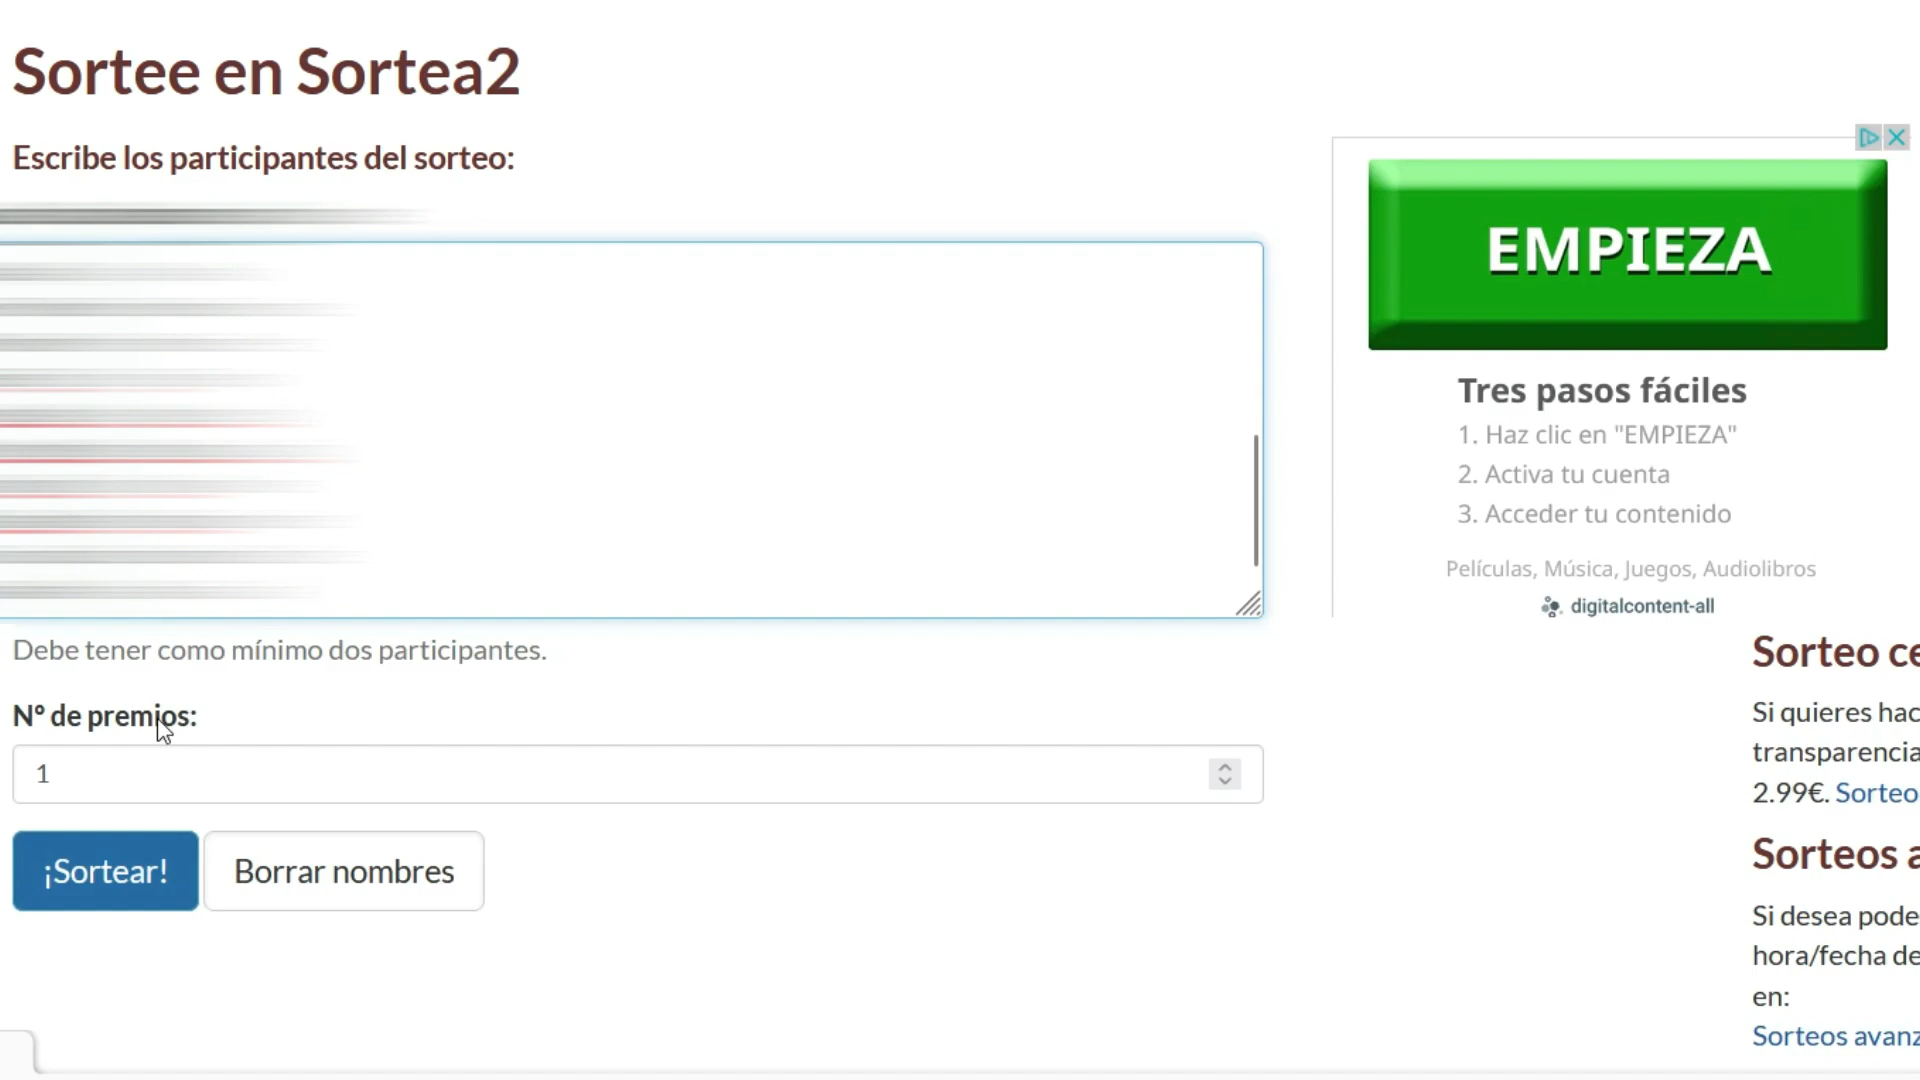 Sortee en Sortea2
Escribe los participantes del sorteo:
Debe tener como mínimo dos participantes.
Nº de premios:
1
¡Sortear!
Borrar nombres
EMPIEZA
Tres pasos fáciles
1. Haz clic en "EMPIEZA"
2. Activa tu cuenta
3. Acceder tu contenido
Películas, Música, Juegos, Audiolibros
digitalcontent-all
Sorteo ce
Si quieres hac
transparencia
2.99€. Sorteo
Sorteos a
Si desea pode
hora/fecha de
en:
Sorteos avanz